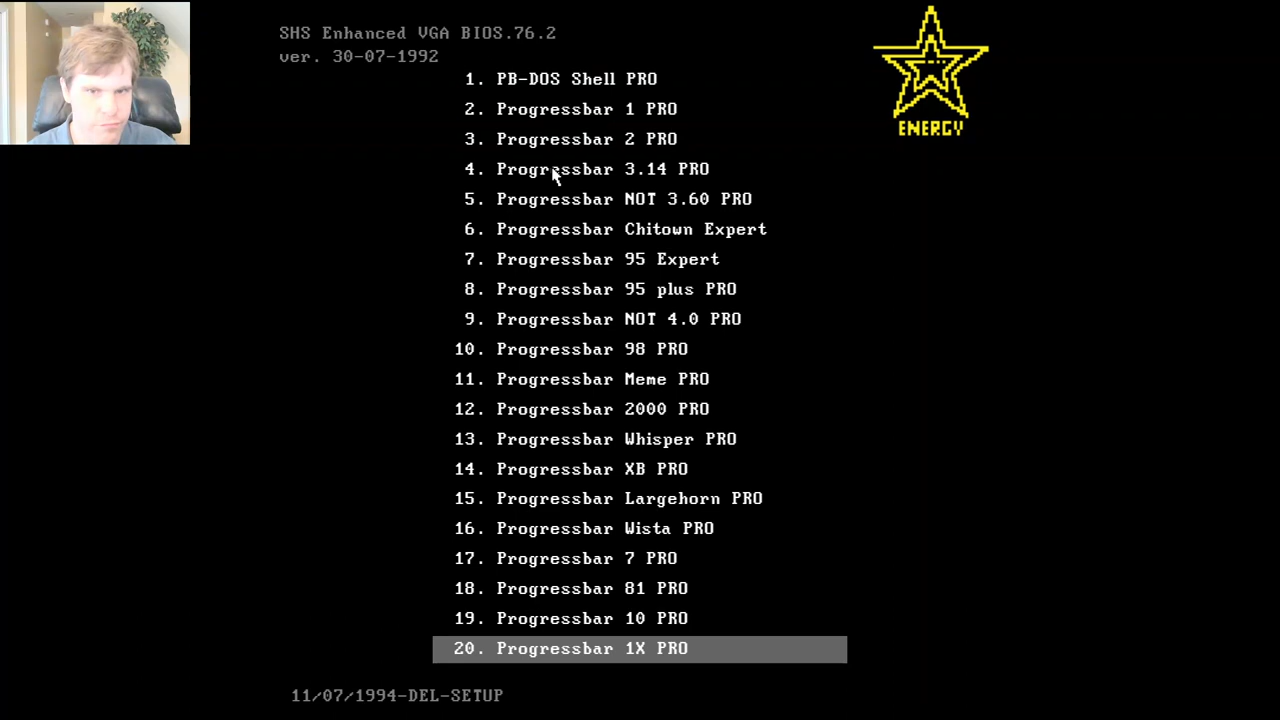 SHS Enhanced VGA BIOS.76.2
ver. 30-07-1992
ENERGY
1. PB-DOS Shell PRO
2. Progressbar 1 PRO
3. Progressbar 2 PRO
4. Progressbar 3.14 PRO
5. Progressbar NOT 3.60 PRO
6. Progressbar Chitown Expert
7. Progressbar 95 Expert
8. Progressbar 95 plus PRO
9. Progressbar NOT 4.0 PRO
10. Progressbar 98 PRO
11. Progressbar Meme PRO
12. Progressbar 2000 PRO
13. Progressbar Whisper PRO
14. Progressbar XB PRO
15. Progressbar Largehorn PRO
16. Progressbar Wista PRO
17. Progressbar 7 PRO
18. Progressbar 81 PRO
19. Progressbar 10 PRO
20. Progressbar 1X PRO
11/07/1994-DEL-SETUP